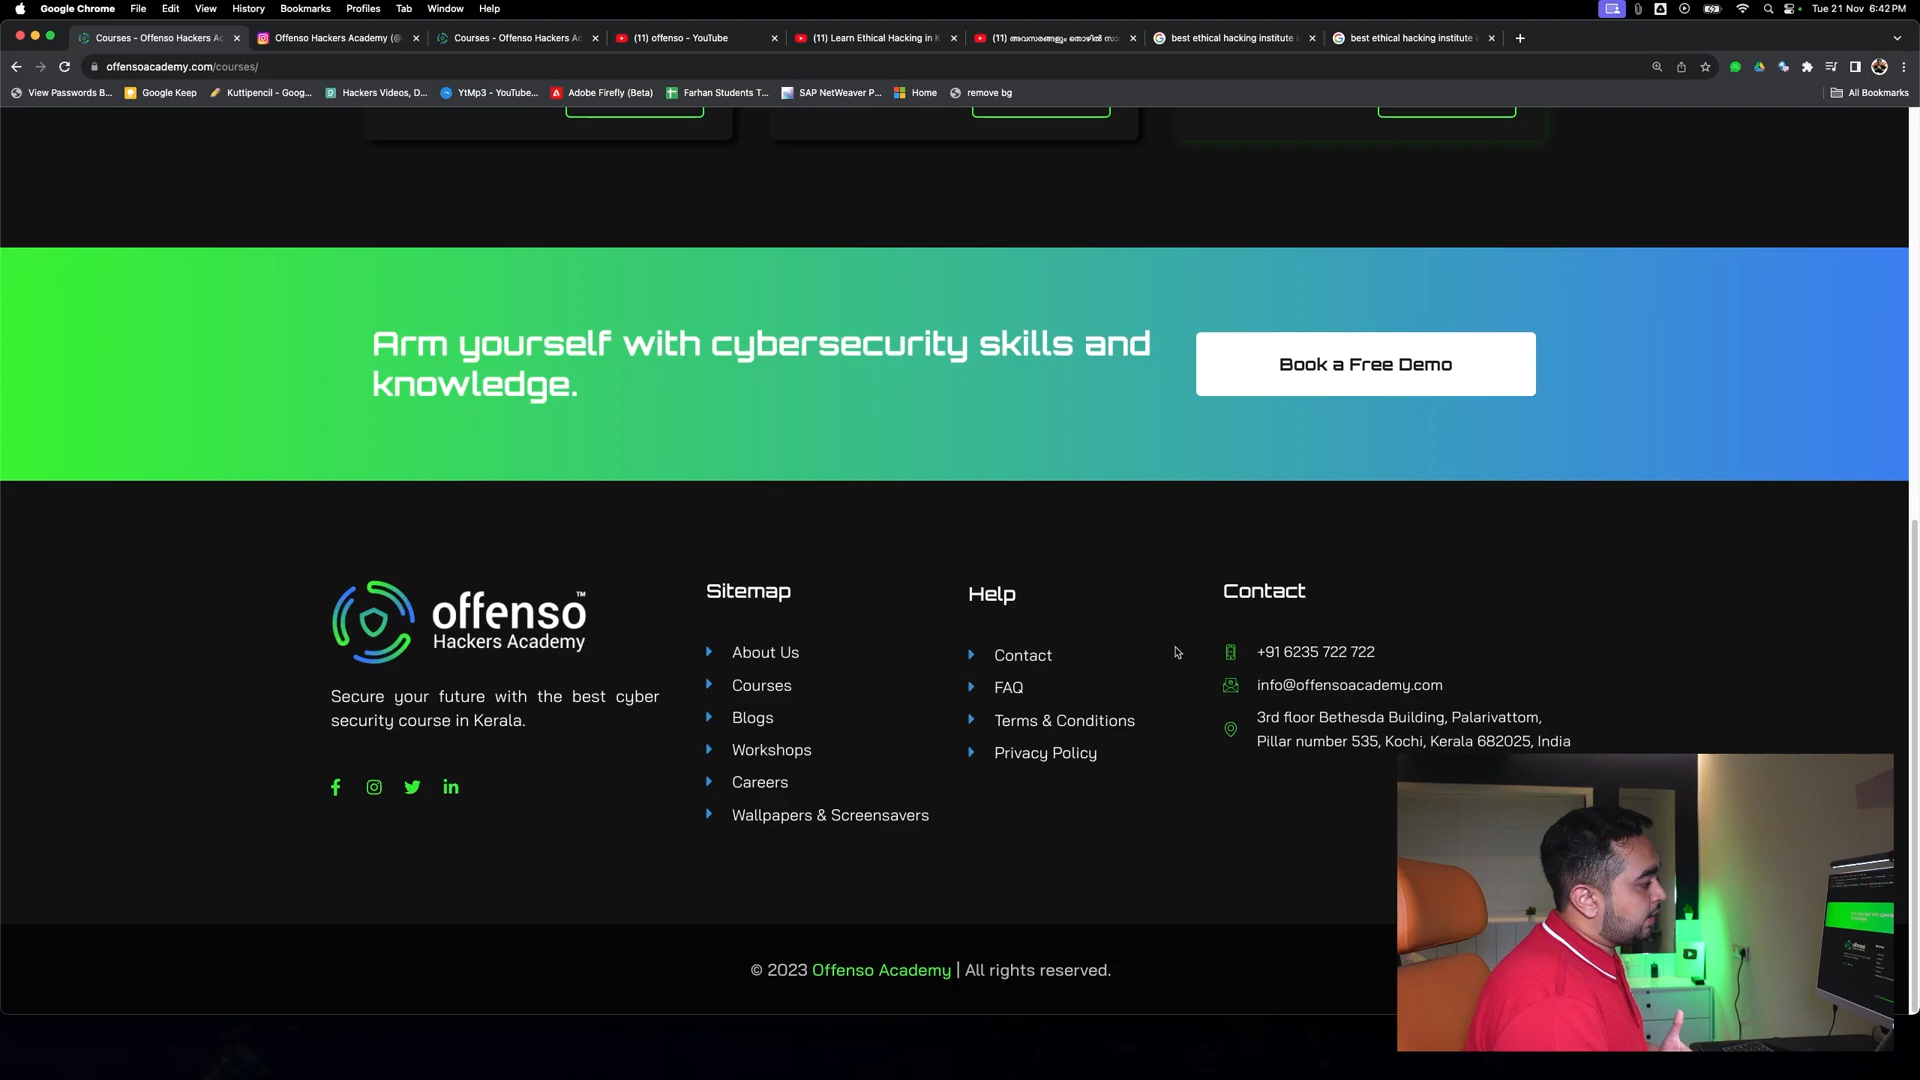 Google Chrome File Edit View History Bookmarks Profiles Tab Window Help Tue 21 Nov 6:42 PM
Courses - Offenso Hackers Ac Offenso Hackers Academy (@ Courses - Offenso Hackers Ac (11) offenso - YouTube (11) Learn Ethical Hacking in K (11) അവസരങ്ങളും തൊഴിൽ സാ best ethical hacking institute best ethical hacking institute
offensoacademy.com/courses/
View Passwords B... Google Keep Kuttipencil - Goog... Hackers Videos, D... YtMp3 - YouTube... Adobe Firefly (Beta) Farhan Students T... SAP NetWeaver P... Home remove bg All Bookmarks
Arm yourself with cybersecurity skills and
knowledge.
Book a Free Demo
offenso™
Hackers Academy
Secure your future with the best cyber
security course in Kerala.
Sitemap
About Us
Courses
Blogs
Workshops
Careers
Wallpapers & Screensavers
Help
Contact
FAQ
Terms & Conditions
Privacy Policy
Contact
+91 6235 722 722
info@offensoacademy.com
3rd floor Bethesda Building, Palarivattom,
Pillar number 535, Kochi, Kerala 682025, India
© 2023 Offenso Academy | All rights reserved.